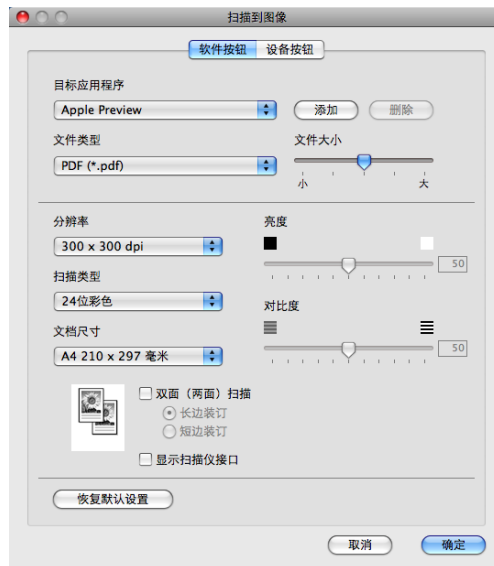 扫描到图像
软件按钮 设备按钮
目标应用程序
Apple Preview 添加 删除
文件类型 文件大小
PDF (*.pdf)
小 大
分辨率 亮度
300 x 300 dpi
50
扫描类型
24位彩色 对比度
文档尺寸
A4 210 x 297 毫米 50
双面（两面）扫描
长边装订
短边装订
显示扫描仪接口
恢复默认设置
取消 确定